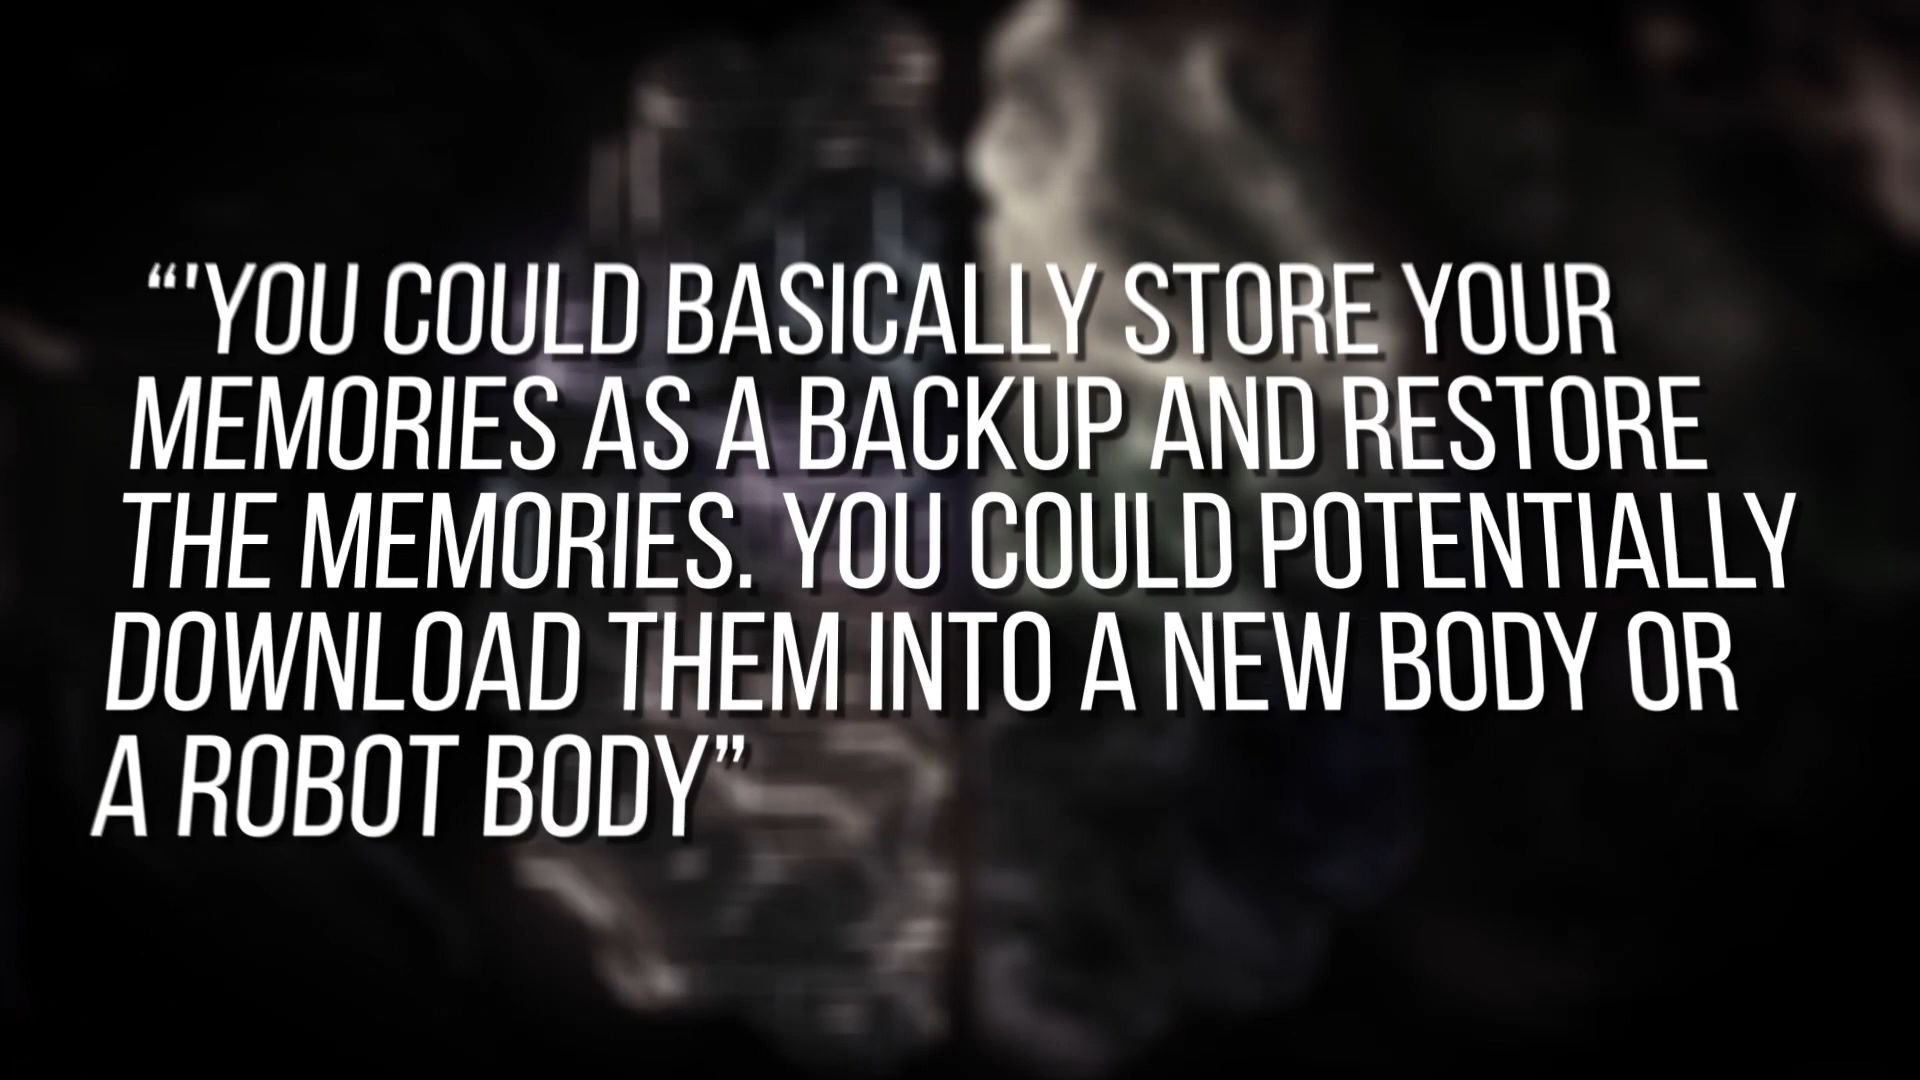 “'YOU COULD BASICALLY STORE YOUR
MEMORIES AS A BACKUP AND RESTORE
THE MEMORIES. YOU COULD POTENTIALLY
DOWNLOAD THEM INTO A NEW BODY OR
A ROBOT BODY”